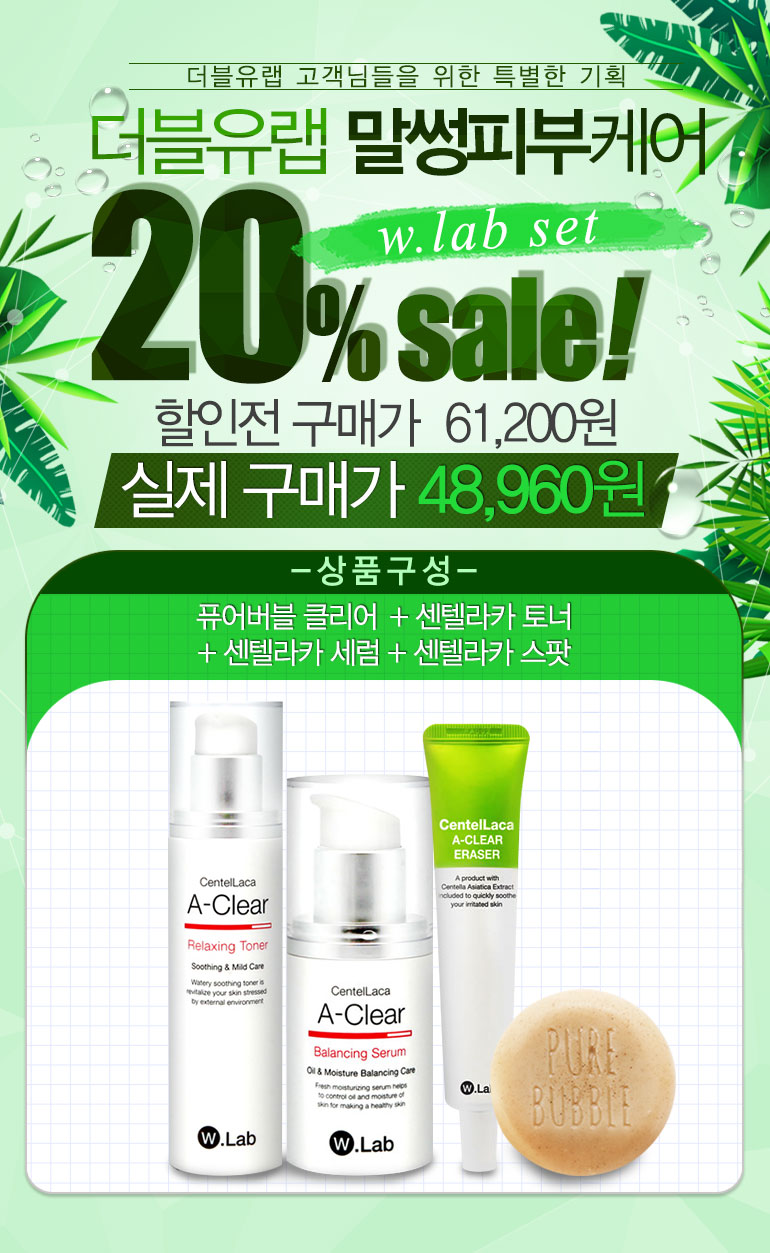 더블유랩 고객님들을 위한 특별한 기획
더블유랩 말썽피부케어
w.lab set
20% sale!
할인전 구매가 61,200원
실제 구매가 48,960원
–상품구성–
퓨어버블 클리어 + 센텔라카 토너
+ 센텔라카 세럼 + 센텔라카 스팟
CentelLaca
A-Clear
Relaxing Toner
Soothing & Mild Care
Watery soothing toner is
revitalize your skin stressed
by external environment
W.Lab
CentelLaca
A-Clear
Balancing Serum
Oil & Moisture Balancing Care
Fresh moisturizing serum helps
to control oil and moisture of
skin for making a healthy skin
W.Lab
CentelLaca
A-CLEAR
ERASER
A product with
Centella Asiatica Extract
included to quickly soothe
your irritated skin
W.La
PURE
BUBBLE